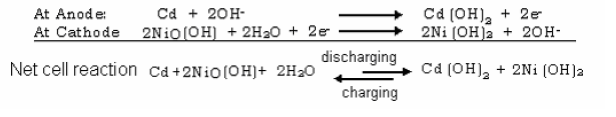 At Anode: Cd + 2OH- ⟶ Cd (OH)₂ + 2e-
At Cathode 2NiO(OH) + 2H₂O + 2e- ⟶ 2Ni (OH)₂ + 2OH-
discharging
Net cell reaction Cd +2NiO(OH)+ 2H₂O ⇌ Cd (OH)₂ + 2Ni (OH)₂
charging